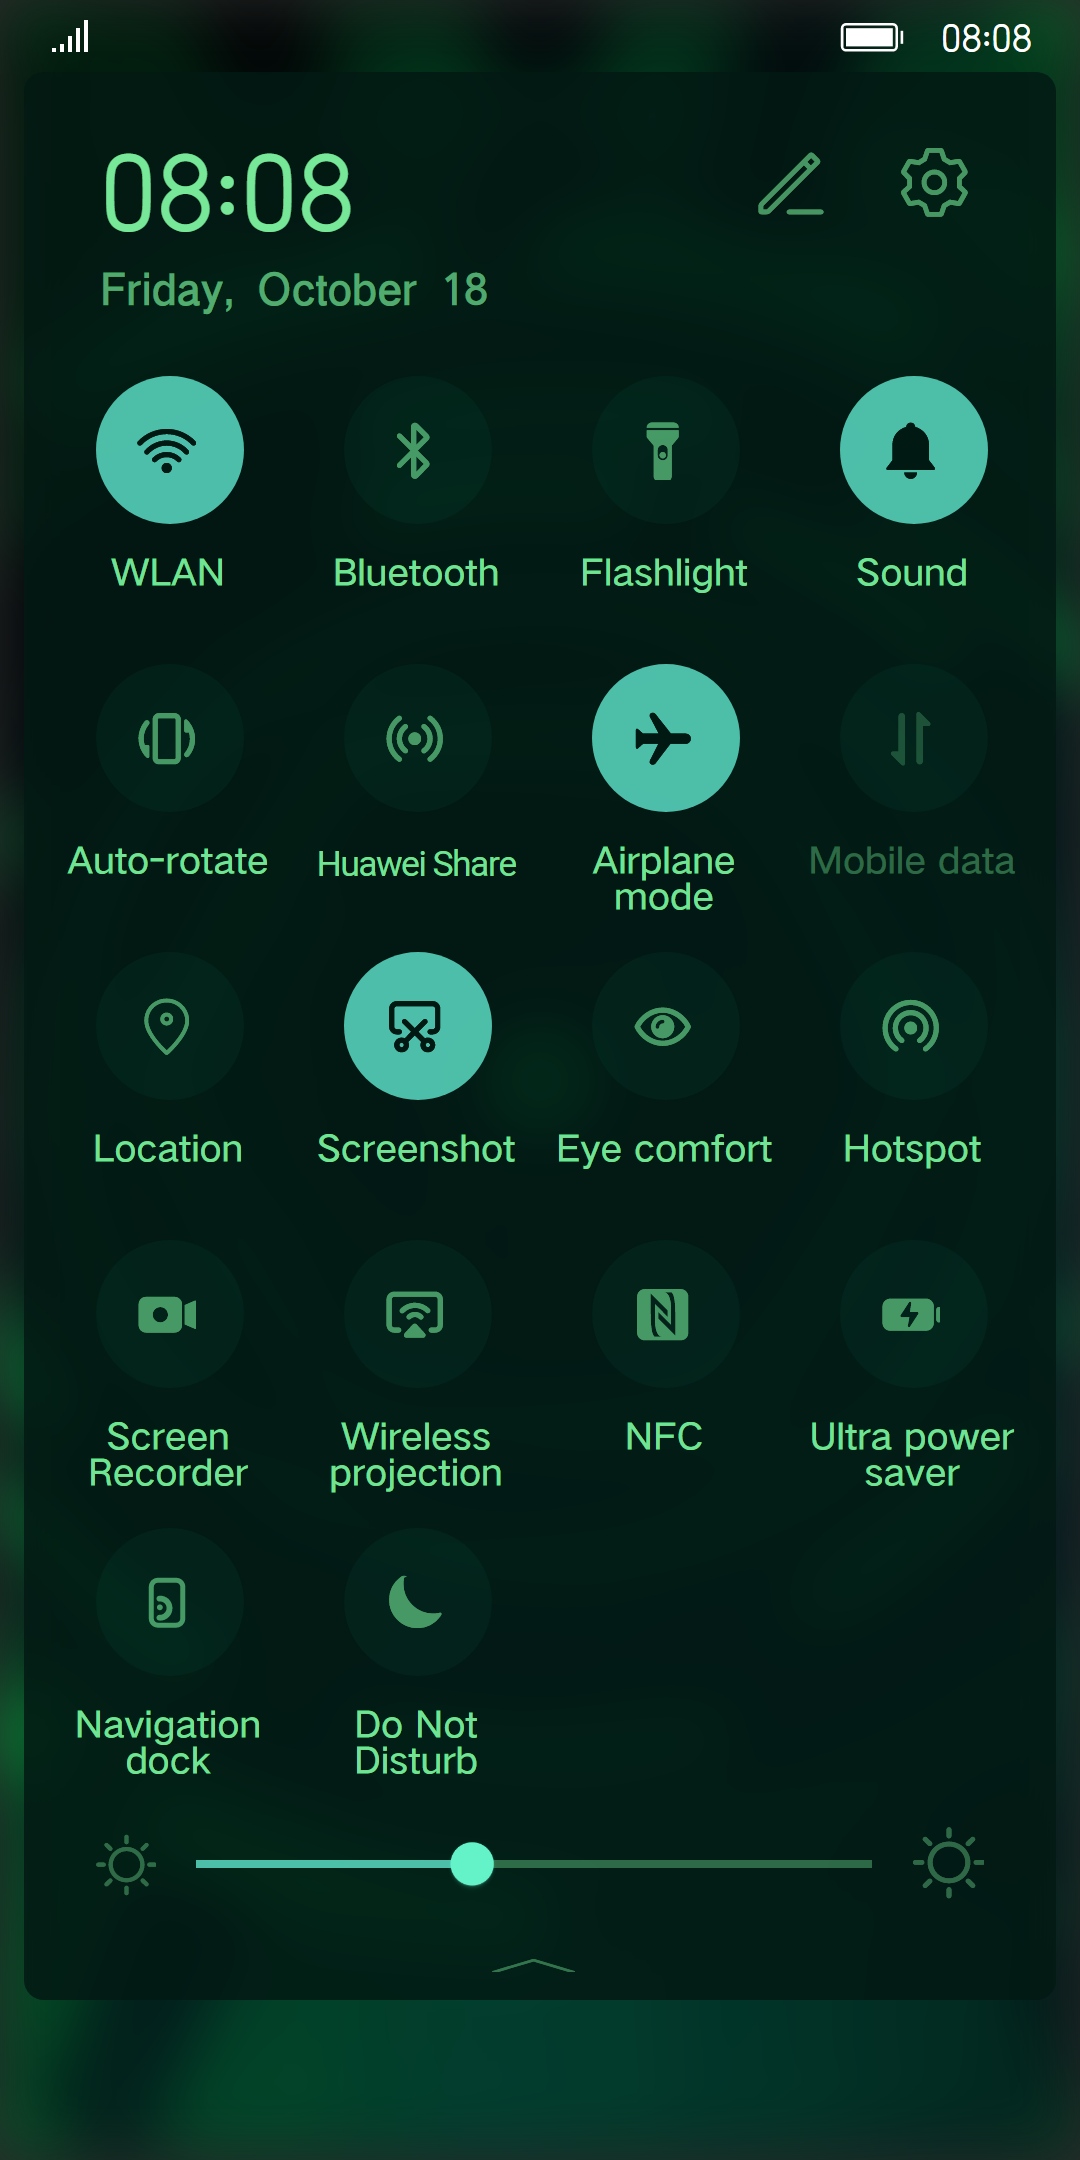 08:08
08:08
Friday, October 18
WLAN
Bluetooth
Flashlight
Sound
Auto-rotate
Huawei Share
Airplane
mode
Mobile data
Location
Screenshot
Eye comfort
Hotspot
Screen
Recorder
Wireless
projection
NFC
Ultra power
saver
Navigation
dock
Do Not
Disturb